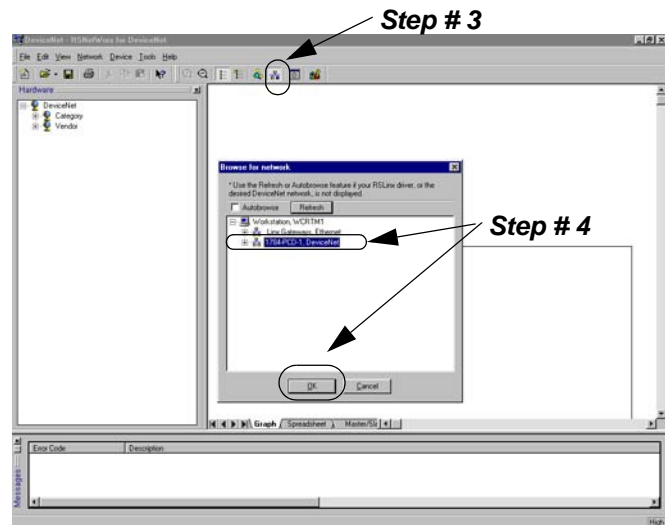 Step # 3
DeviceNet - RSNetWorx for DeviceNet
File Edit View Network Device Tools Help
Hardware
DeviceNet
Category
Vendor
Browse for network
* Use the Refresh or Autobrowse feature if your RSLinx driver, or the
desired DeviceNet network, is not displayed.
Autobrowse Refresh
Workstation, WCRTM1
Linx Gateways, Ethernet
1784-PCD-1, DeviceNet
Step # 4
OK Cancel
Graph Spreadsheet Master/Sla
Messages
Error Code Description
High